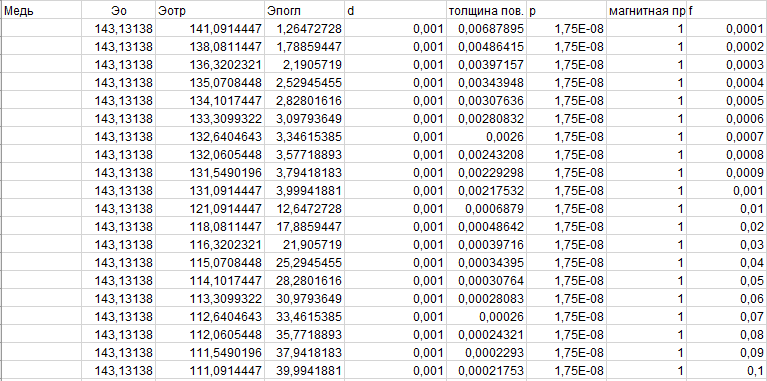 Медь Эо Эотр Эпогл d толщина пов. р магнитная пр f
143,13138 141,0914447 1,26472728 0,001 0,00687895 1,75E-08 1 0,0001
143,13138 138,0811447 1,78859447 0,001 0,00486415 1,75E-08 1 0,0002
143,13138 136,3202321 2,1905719 0,001 0,00397157 1,75E-08 1 0,0003
143,13138 135,0708448 2,52945455 0,001 0,00343948 1,75E-08 1 0,0004
143,13138 134,1017447 2,82801616 0,001 0,00307636 1,75E-08 1 0,0005
143,13138 133,3099322 3,09793649 0,001 0,00280832 1,75E-08 1 0,0006
143,13138 132,6404643 3,34615385 0,001 0,0026 1,75E-08 1 0,0007
143,13138 132,0605448 3,57718893 0,001 0,00243208 1,75E-08 1 0,0008
143,13138 131,5490196 3,79418183 0,001 0,00229298 1,75E-08 1 0,0009
143,13138 131,0914447 3,99941881 0,001 0,00217532 1,75E-08 1 0,001
143,13138 121,0914447 12,6472728 0,001 0,0006879 1,75E-08 1 0,01
143,13138 118,0811447 17,8859447 0,001 0,00048642 1,75E-08 1 0,02
143,13138 116,3202321 21,905719 0,001 0,00039716 1,75E-08 1 0,03
143,13138 115,0708448 25,2945455 0,001 0,00034395 1,75E-08 1 0,04
143,13138 114,1017447 28,2801616 0,001 0,00030764 1,75E-08 1 0,05
143,13138 113,3099322 30,9793649 0,001 0,00028083 1,75E-08 1 0,06
143,13138 112,6404643 33,4615385 0,001 0,00026 1,75E-08 1 0,07
143,13138 112,0605448 35,7718893 0,001 0,00024321 1,75E-08 1 0,08
143,13138 111,5490196 37,9418183 0,001 0,0002293 1,75E-08 1 0,09
143,13138 111,0914447 39,9941881 0,001 0,00021753 1,75E-08 1 0,1